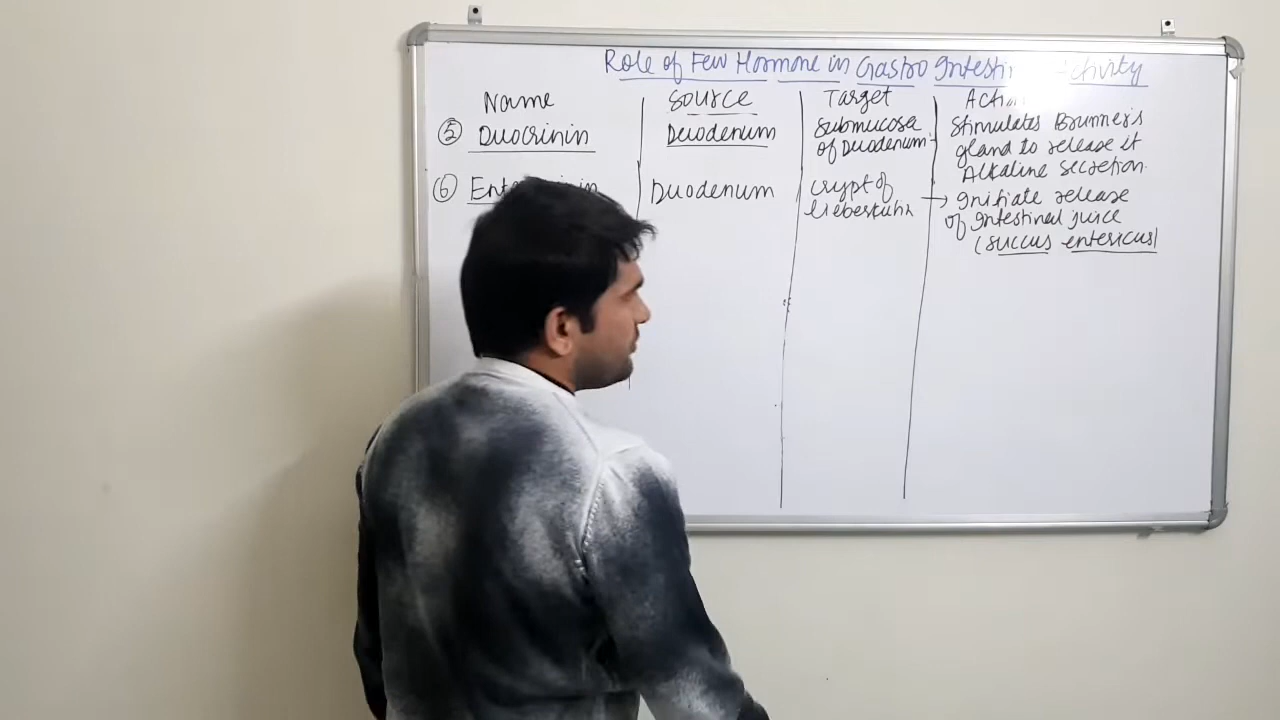 Role of Few Hormone in Gastro Intestin
Name Source Target
⑤ Duocrinin Duodenum Submucosa of Duodenum Stimulates Brunner's
gland to release it
Alkaline secretion.
⑥ Duodenum Crypt of → Initiate release
of Intestinal juice
(succus entericus)